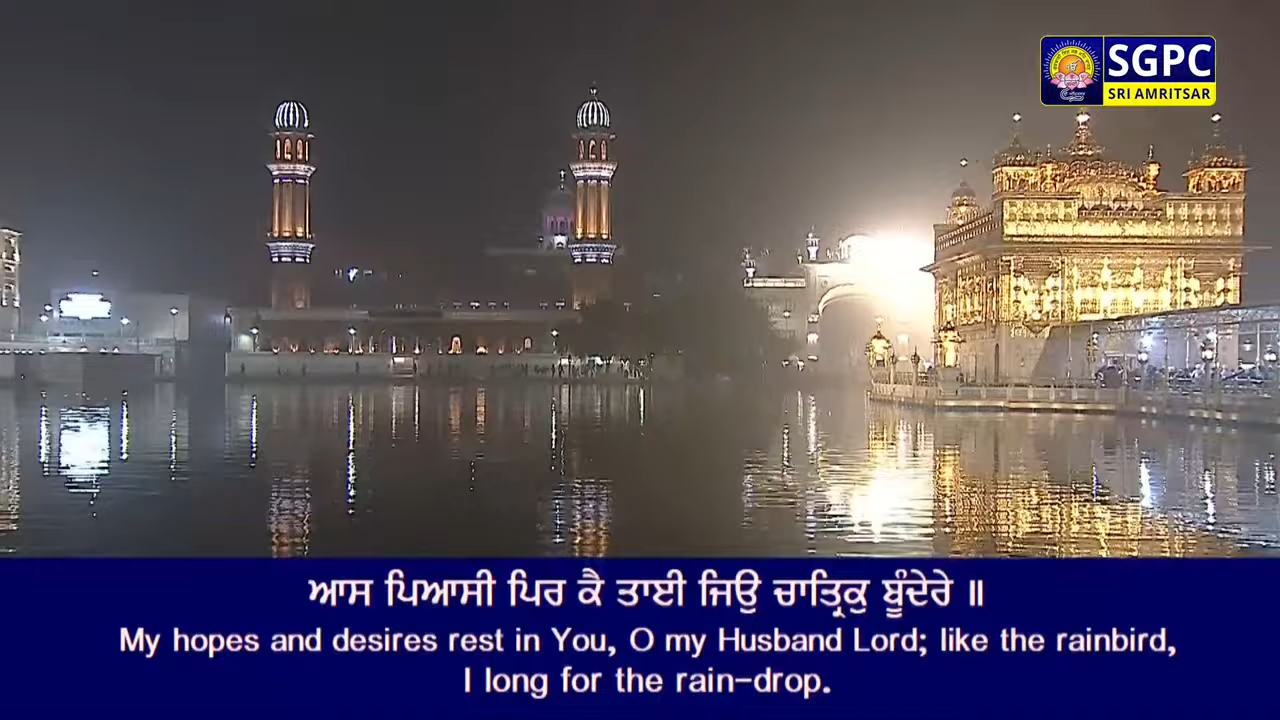 SGPC
SRI AMRITSAR
ਆਸ ਪਿਆਸੀ ਪਿਰ ਕੈ ਤਾਈ ਜਿਉ ਚਾਤ੍ਰਿਕੁ ਬੂੰਦੇਰੇ ॥
My hopes and desires rest in You, O my Husband Lord; like the rainbird,
I long for the rain-drop.